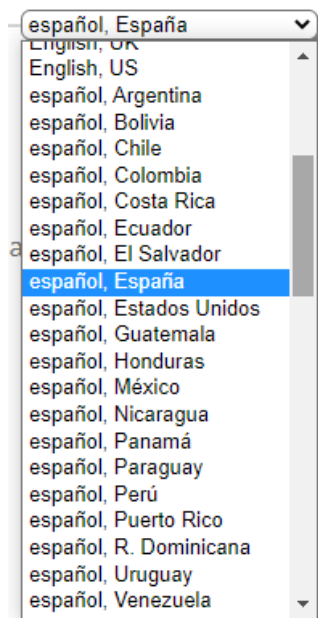 español, España
English, UK
English, US
español, Argentina
español, Bolivia
español, Chile
español, Colombia
español, Costa Rica
español, Ecuador
español, El Salvador
español, España
español, Estados Unidos
español, Guatemala
español, Honduras
español, México
español, Nicaragua
español, Panamá
español, Paraguay
español, Perú
español, Puerto Rico
español, R. Dominicana
español, Uruguay
español, Venezuela